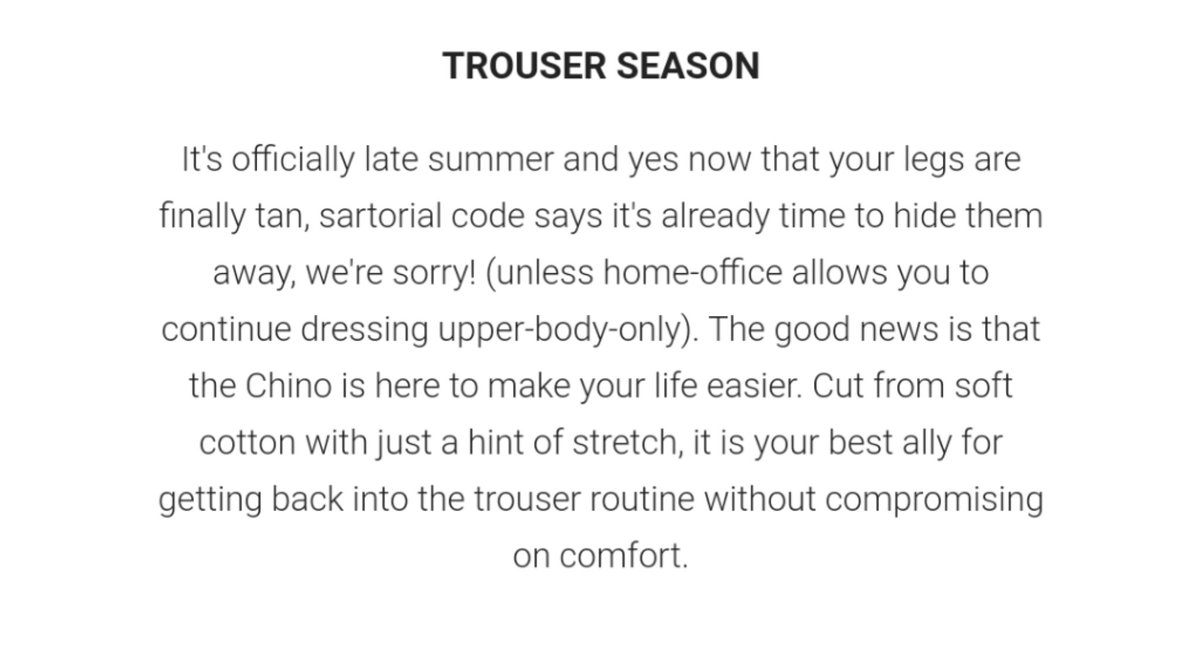 TROUSER SEASON
It's officially late summer and yes now that your legs are
finally tan, sartorial code says it's already time to hide them
away, we're sorry! (unless home-office allows you to
continue dressing upper-body-only). The good news is that
the Chino is here to make your life easier. Cut from soft
cotton with just a hint of stretch, it is your best ally for
getting back into the trouser routine without compromising
on comfort.